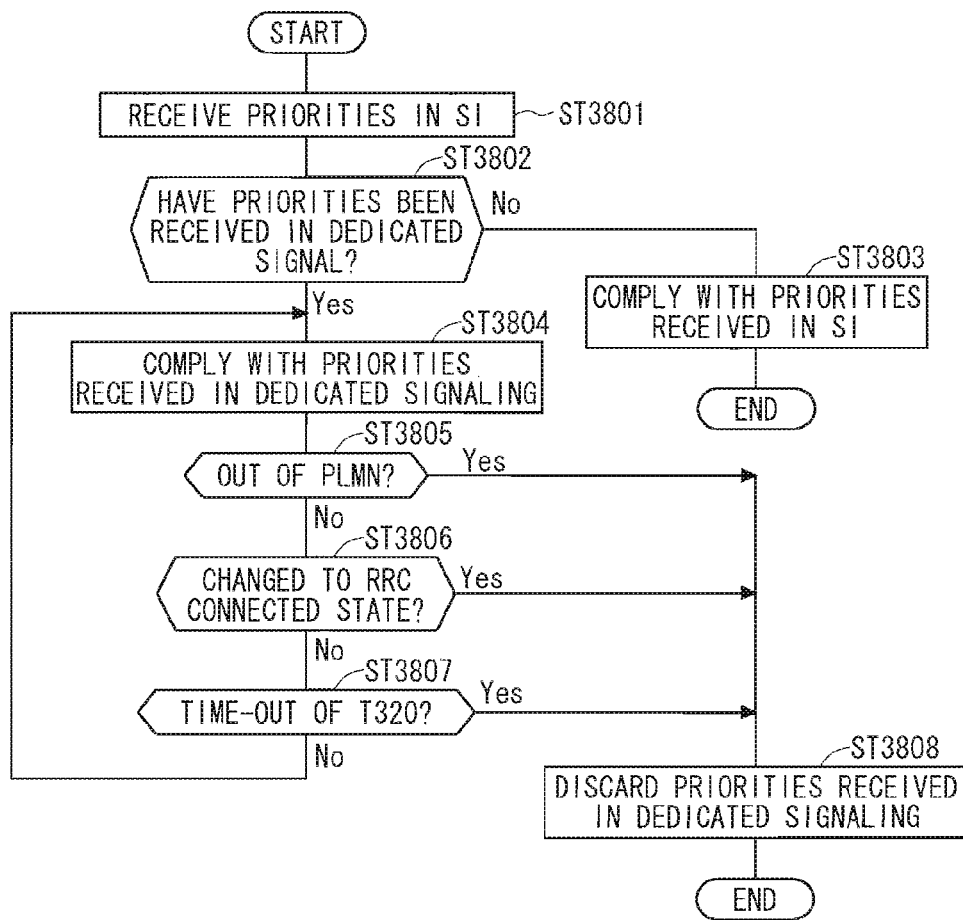 START
RECEIVE PRIORITIES IN SI
ST3801
ST3802
HAVE PRIORITIES BEEN
RECEIVED IN DEDICATED
SIGNAL?
No
Yes
ST3803
COMPLY WITH PRIORITIES
RECEIVED IN SI
END
ST3804
COMPLY WITH PRIORITIES
RECEIVED IN DEDICATED SIGNALING
ST3805
OUT OF PLMN?
Yes
No
ST3806
CHANGED TO RRC
CONNECTED STATE?
Yes
No
ST3807
TIME-OUT OF T320?
Yes
No
ST3808
DISCARD PRIORITIES RECEIVED
IN DEDICATED SIGNALING
END